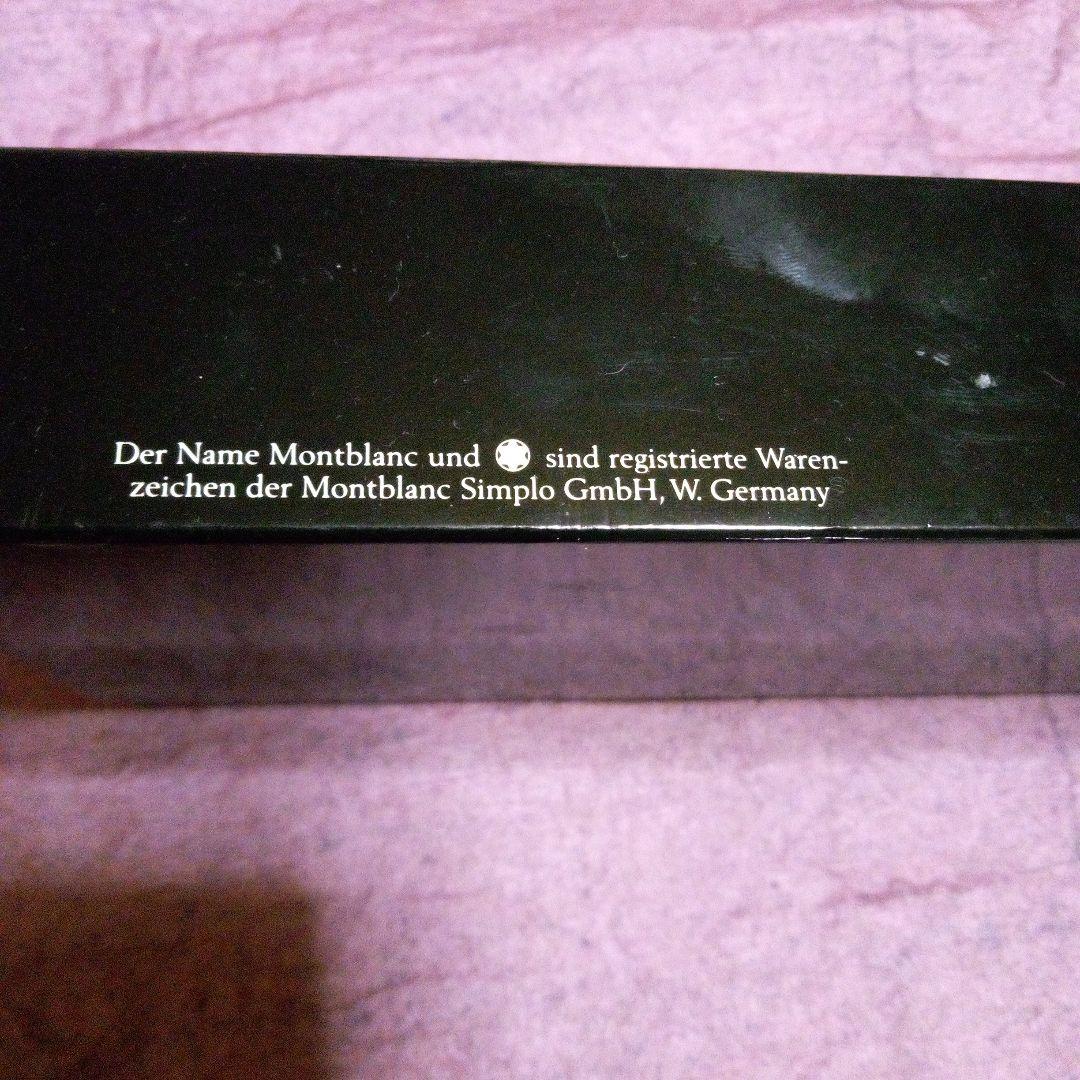 Der Name Montblanc und sind registrierte Waren-
zeichen der Montblanc Simplo GmbH, W. Germany